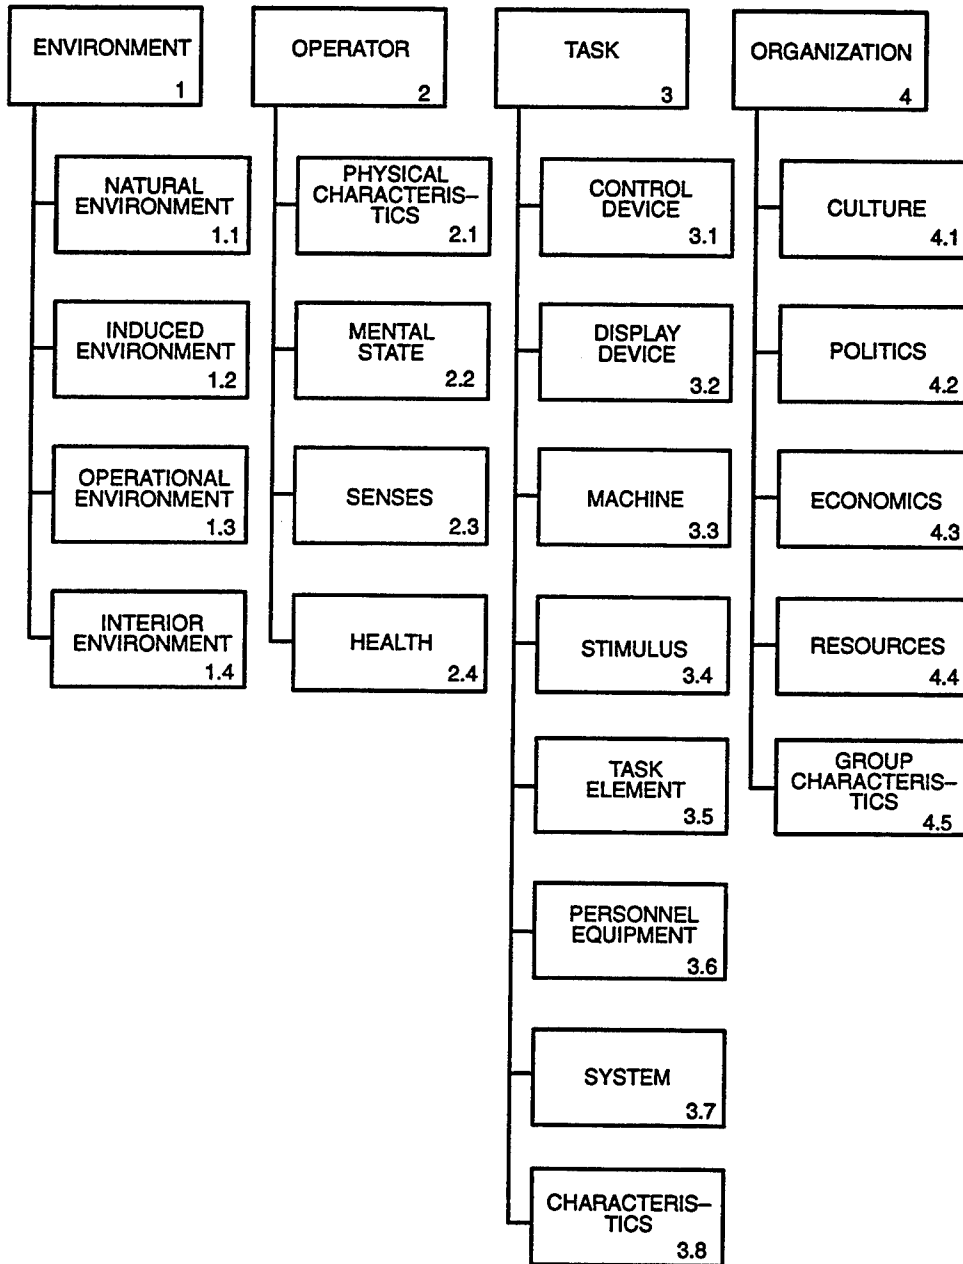 ENVIRONMENT
1
NATURAL
ENVIRONMENT
1.1
INDUCED
ENVIRONMENT
1.2
OPERATIONAL
ENVIRONMENT
1.3
INTERIOR
ENVIRONMENT
1.4
OPERATOR
2
PHYSICAL
CHARACTERIS–
TICS
2.1
MENTAL
STATE
2.2
SENSES
2.3
HEALTH
2.4
TASK
3
CONTROL
DEVICE
3.1
DISPLAY
DEVICE
3.2
MACHINE
3.3
STIMULUS
3.4
TASK
ELEMENT
3.5
PERSONNEL
EQUIPMENT
3.6
SYSTEM
3.7
CHARACTERIS–
TICS
3.8
ORGANIZATION
4
CULTURE
4.1
POLITICS
4.2
ECONOMICS
4.3
RESOURCES
4.4
GROUP
CHARACTERIS–
TICS
4.5